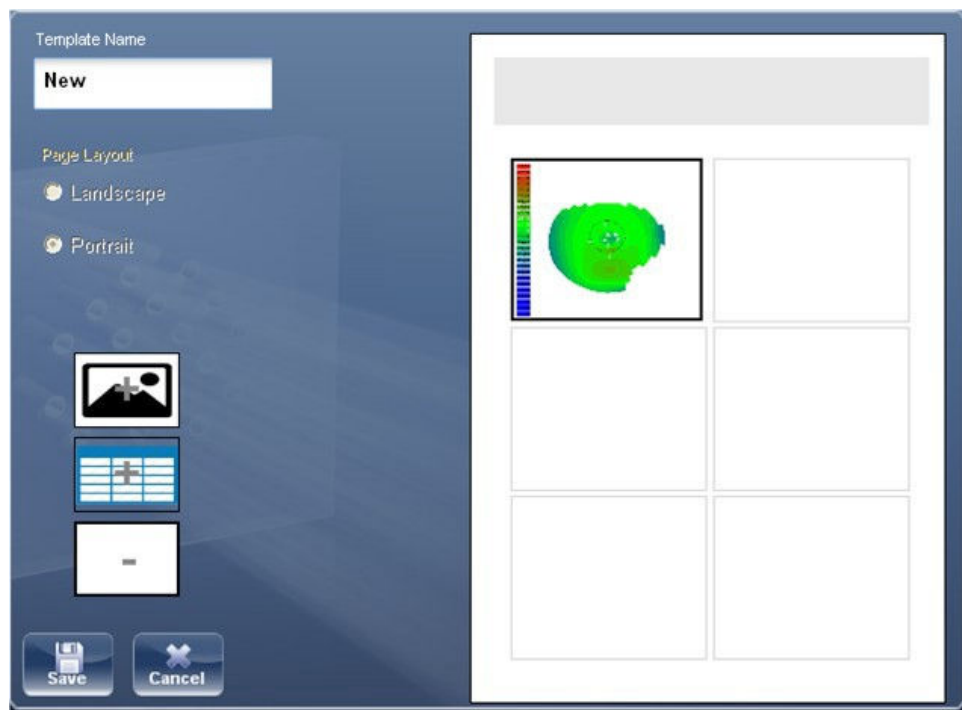 Template Name
New
Page Layout
Landscape
Portrait
+
+
-
Save
Cancel